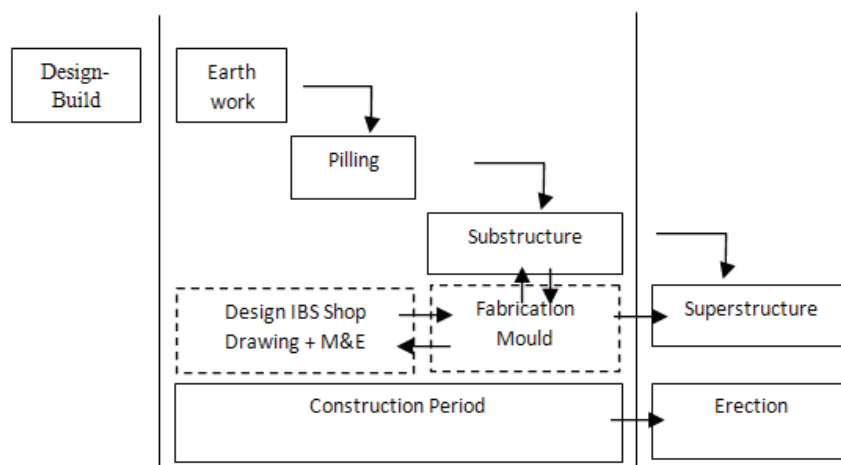 Design-
Build
Earth
work
Pilling
Substructure
Design IBS Shop
Drawing + M&E
Fabrication
Mould
Superstructure
Construction Period
Erection